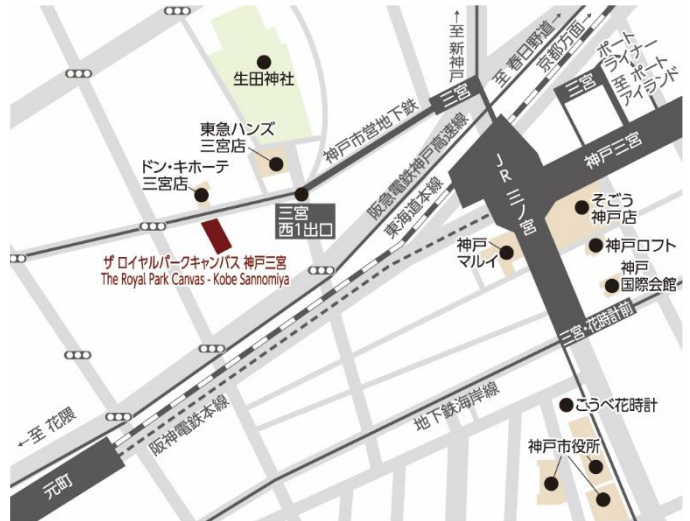 ←至 新神戸
至 春日野道→
京都方面→
ポート
ライナー
至 ポート
アイランド
三宮
三宮
神戸三宮
生田神社
東急ハンズ
三宮店
ドン・キホーテ
三宮店
神戸市営地下鉄
阪急電鉄神戸高速線
東海道本線
JR 三ノ宮
三宮
西1出口
そごう
神戸店
神戸ロフト
神戸
マルイ
神戸
国際会館
ザ ロイヤルパークキャンバス 神戸三宮
The Royal Park Canvas - Kobe Sannomiya
三宮・花時計前
こうべ花時計
地下鉄海岸線
阪神電鉄本線
神戸市役所
←至 花隈
元町